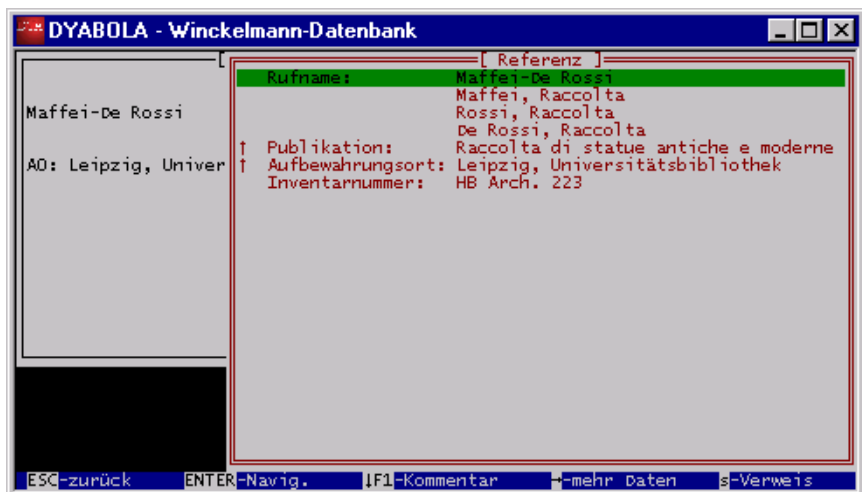 DYABOLA - Winckelmann-Datenbank
[ Referenz ]
Maffei-De Rossi
AO: Leipzig, Univer
Rufname: Maffei-De Rossi
Maffei, Raccolta
Rossi, Raccolta
De Rossi, Raccolta
↑ Publikation: Raccolta di statue antiche e moderne
↑ Aufbewahrungsort: Leipzig, Universitätsbibliothek
Inventarnummer: HB Arch. 223
ESC-zurück ENTER-Navig. ↓F1-Kommentar →-mehr Daten s-Verweis